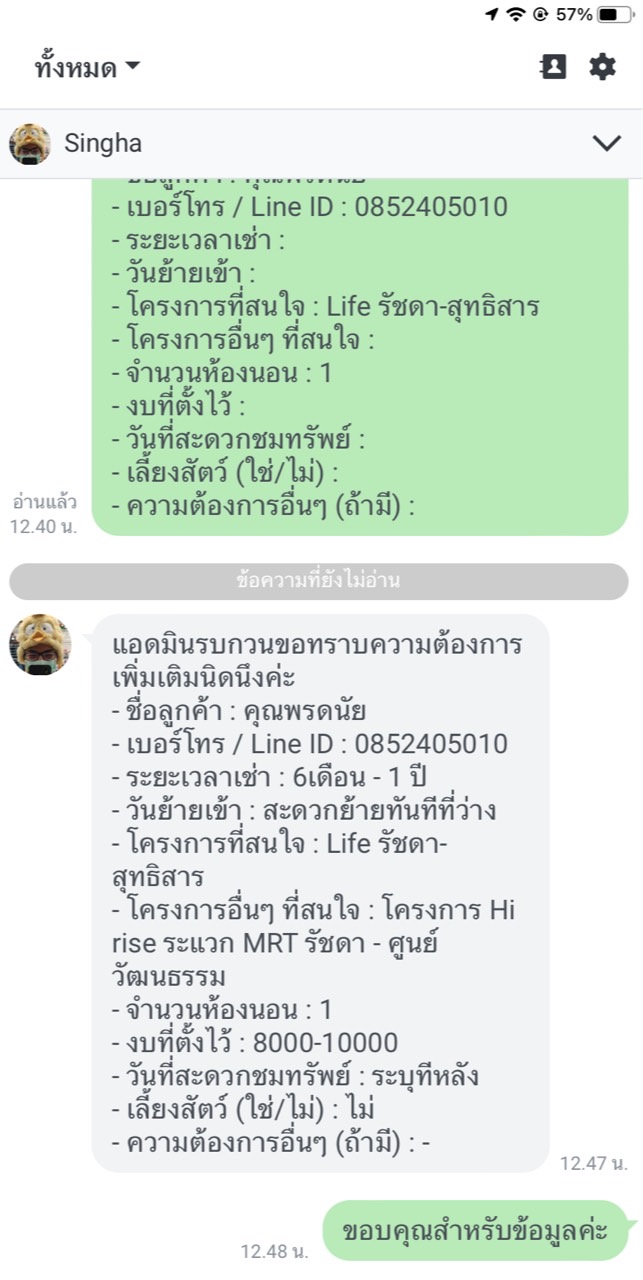 57%
ทั้งหมด
Singha
- เบอร์โทร / Line ID : 0852405010
- ระยะเวลาเช่า :
- วันย้ายเข้า :
- โครงการที่สนใจ : Life รัชดา-สุทธิสาร
- โครงการอื่นๆ ที่สนใจ :
- จำนวนห้องนอน : 1
- งบที่ตั้งไว้ :
- วันที่สะดวกชมทรัพย์ :
- เลี้ยงสัตว์ (ใช่/ไม่) :
- ความต้องการอื่นๆ (ถ้ามี) :
อ่านแล้ว
12.40 น.
ข้อความที่ยังไม่อ่าน
แอดมินรบกวนขอทราบความต้องการ
เพิ่มเติมนิดนึงค่ะ
- ชื่อลูกค้า : คุณพรดนัย
- เบอร์โทร / Line ID : 0852405010
- ระยะเวลาเช่า : 6เดือน - 1 ปี
- วันย้ายเข้า : สะดวกย้ายทันทีที่ว่าง
- โครงการที่สนใจ : Life รัชดา-
สุทธิสาร
- โครงการอื่นๆ ที่สนใจ : โครงการ Hi
rise ระแวก MRT รัชดา - ศูนย์
วัฒนธรรม
- จำนวนห้องนอน : 1
- งบที่ตั้งไว้ : 8000-10000
- วันที่สะดวกชมทรัพย์ : ระบุทีหลัง
- เลี้ยงสัตว์ (ใช่/ไม่) : ไม่
- ความต้องการอื่นๆ (ถ้ามี) : -
12.47 น.
ขอบคุณสำหรับข้อมูลค่ะ
12.48 น.